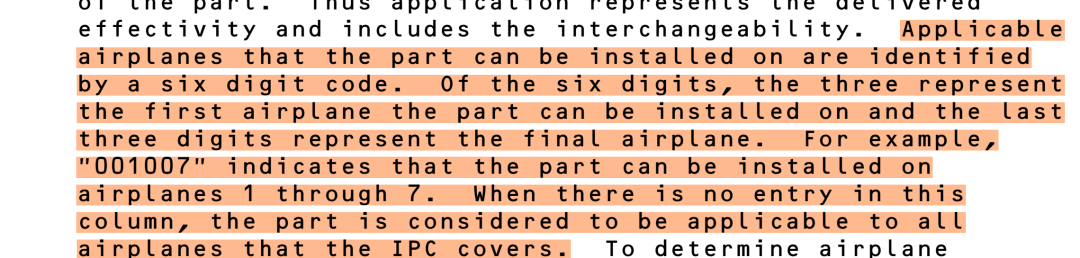 of the part.  Thus application represents the delivered
effectivity and includes the interchangeability.  Applicable
airplanes that the part can be installed on are identified
by a six digit code.  Of the six digits, the three represent
the first airplane the part can be installed on and the last
three digits represent the final airplane.  For example,
"001007" indicates that the part can be installed on
airplanes 1 through 7.  When there is no entry in this
column, the part is considered to be applicable to all
airplanes that the IPC covers.  To determine airplane